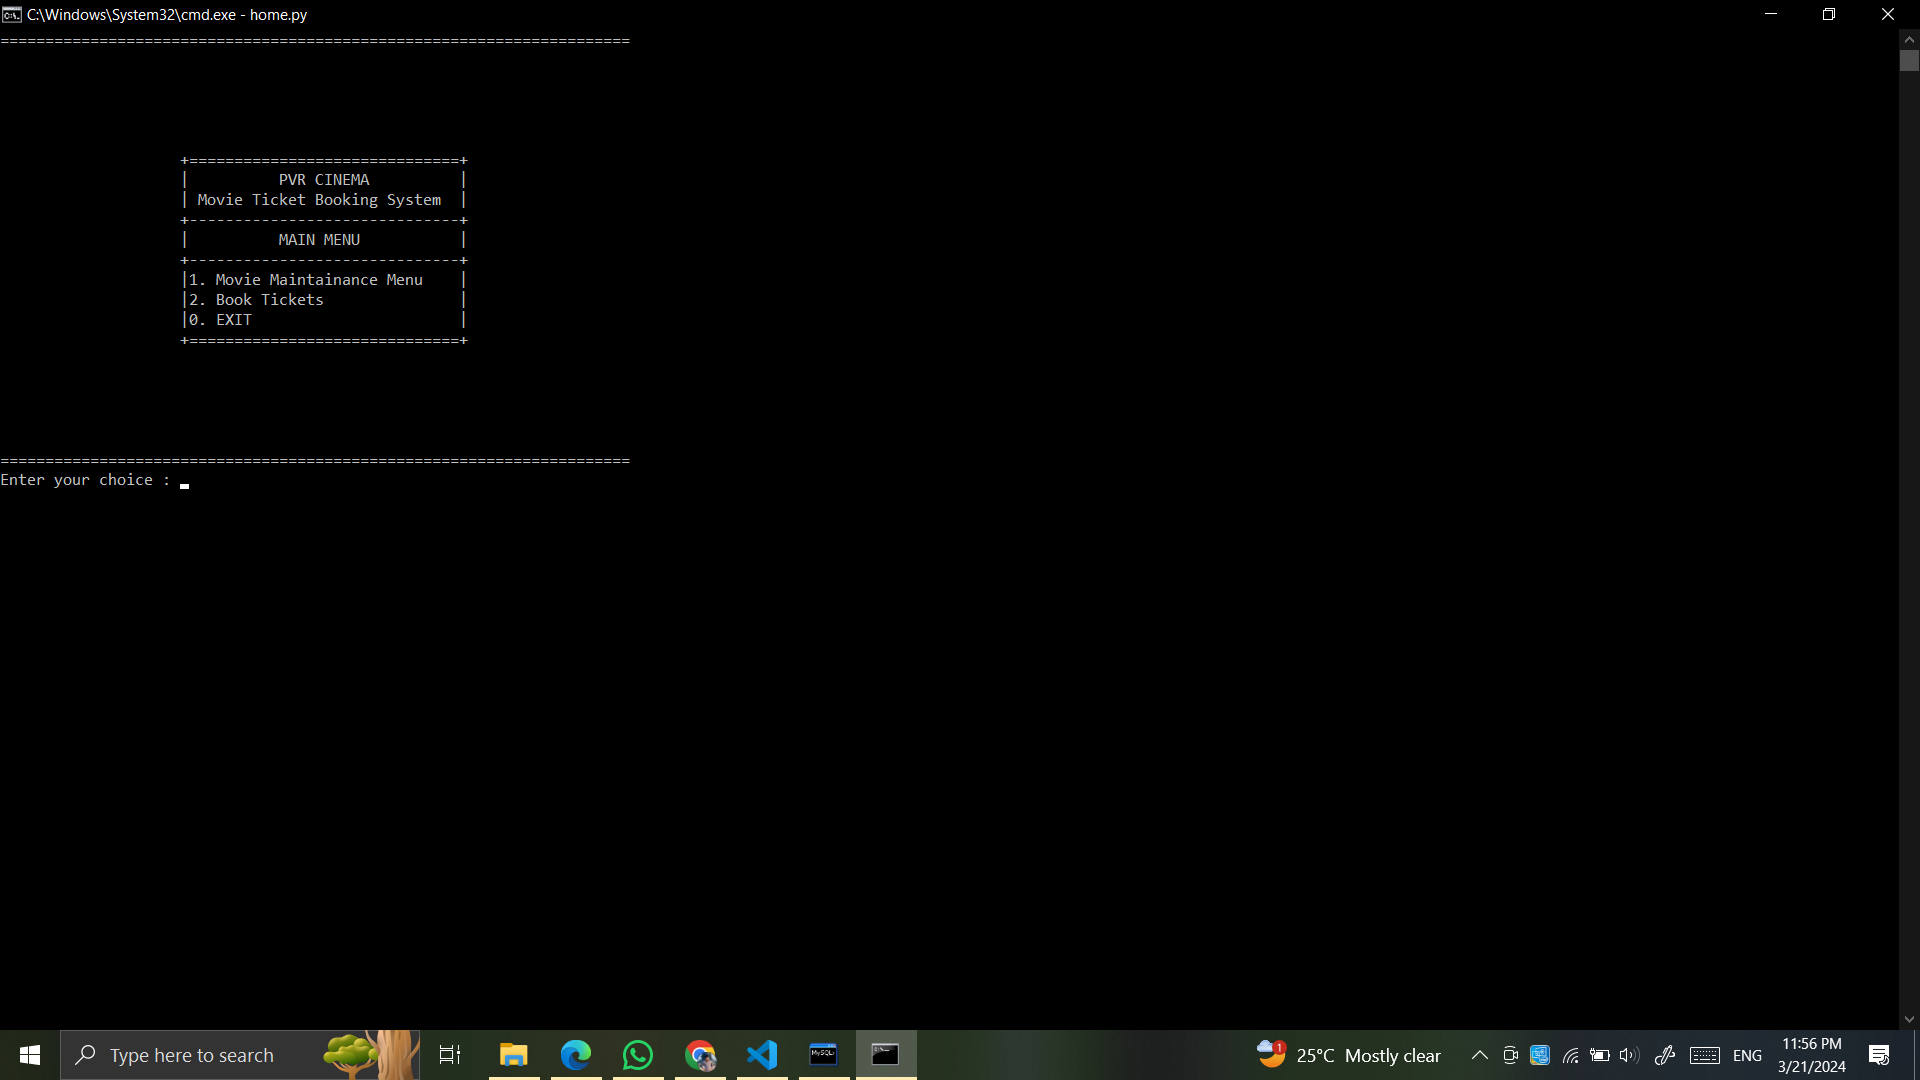 C:\Windows\System32\cmd.exe - home.py
======================================================================
+==============================+
| PVR CINEMA |
| Movie Ticket Booking System |
+------------------------------+
| MAIN MENU |
+------------------------------+
|1. Movie Maintainance Menu |
|2. Book Tickets |
|0. EXIT |
+==============================+
======================================================================
Enter your choice :
Type here to search
MySQL
1
25°C Mostly clear
ENG
11:56 PM
3/21/2024